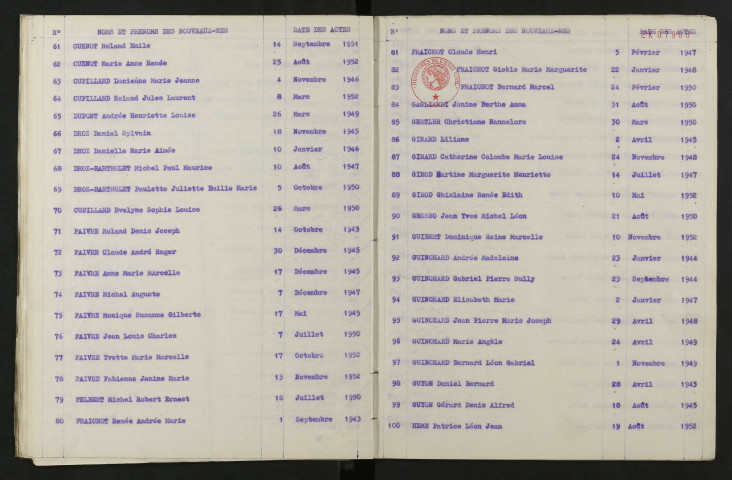 N° NOMS ET PRENOMS DES NOUVEAUX-NES DATE DES ACTES
61 CUENOT Roland Emile 14 Septembre 1951
62 CUENOT Marie Anne Renée 25 Août 1952
63 CUPILLARD Lucienne Marie Jeanne 4 Novembre 1946
64 CUPILLARD Roland Jules Laurent 8 Mars 1952
65 DUPONT Andrée Henriette Louise 26 Mars 1949
66 DROZ Daniel Sylvain 18 Novembre 1945
67 DROZ Danielle Marie Aimée 10 Janvier 1948
68 DROZ-BARTHOLET Michel Paul Maurice 10 Août 1947
69 DROZ-BARTHOLET Paulette Juliette Emilie Marie 5 Octobre 1950
70 CUPILLARD Evelyne Sophie Louise 26 Mars 1950
71 FAIVRE Roland Denis Joseph 14 Octobre 1943
72 FAIVRE Claude André Roger 30 Décembre 1945
73 FAIVRE Anne Marie Marcelle 17 Décembre 1945
74 FAIVRE Michel Auguste 7 Décembre 1947
75 FAIVRE Monique Suzanne Gilberte 17 Mai 1949
76 FAIVRE Jean Louis Charles 7 Juillet 1950
77 FAIVRE Yvette Marie Marcelle 17 Octobre 1952
78 FAIVRE Fabienne Janine Marie 13 Novembre 1952
79 FELBERT Michel Robert Ernest 18 Juillet 1950
80 FRAICHOT Renée Andrée Marie 1 Septembre 1943
N° NOMS ET PRENOMS DES NOUVEAUX-NES DATE DES ACTES
81 FRAICHOT Claude Henri 5 Février 1947
82 FRAICHOT Gisèle Marie Marguerite 22 Janvier 1948
83 FRAICHOT Bernard Marcel 24 Février 1950
84 GAGLIARDI Janine Berthe Anna 31 Août 1950
85 GERTLER Christiane Hannelore 30 Mars 1950
86 GIRARD Liliane 2 Avril 1945
87 GIRARD Catherine Colombe Marie Louise 24 Novembre 1948
88 GIROD Martine Marguerite Henriette 14 Juillet 1947
89 GIROD Ghislaine Renée Edith 10 Mai 1952
90 GROSSO Jean Yves Michel Léon 21 Août 1950
91 GUIBERT Dominique Reine Marcelle 10 Novembre 1952
92 GUINCHARD Andrée Madeleine 23 Janvier 1944
93 GUINCHARD Gabriel Pierre Sully 23 Septembre 1944
94 GUINCHARD Elisabeth Marie 2 Janvier 1947
95 GUINCHARD Jean Pierre Marie Joseph 29 Avril 1948
96 GUINCHARD Marie Angèle 24 Avril 1949
97 GUINCHARD Bernard Léon Gabriel 1 Novembre 1949
98 GUYON Daniel Bernard 28 Avril 1943
99 GUYON Gérard Denis Alfred 18 Août 1945
100 HEMR Patrice Léon Jean 19 Août 1952